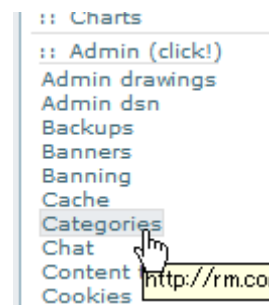 :: Charts
:: Admin (click!)
Admin drawings
Admin dsn
Backups
Banners
Banning
Cache
Categories
Chat
Content
http://rm.co
Cookies